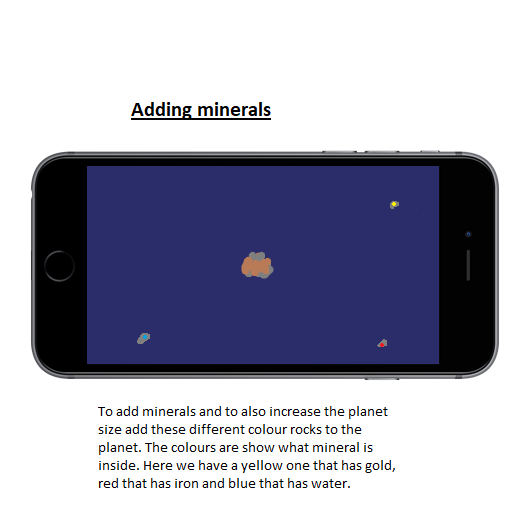 Adding minerals
To add minerals and to also increase the planet
size add these different colour rocks to the
planet. The colours are show what mineral is
inside. Here we have a yellow one that has gold,
red that has iron and blue that has water.